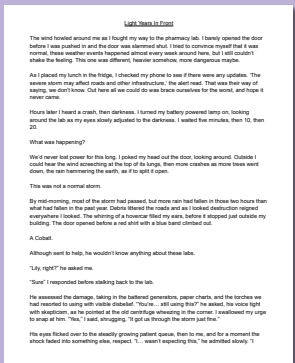 Light Years In Front
The wind howled around me as I fought my way to the pharmacy lab. I barely opened the door
before I was pushed in and the door was slammed shut. I tried to convince myself that it was
normal, these weather events happened almost every week around here, but I still couldn't
shake the feeling. This one was different, heavier somehow, more dangerous maybe.
As I placed my lunch in the fridge, I checked my phone to see if there were any updates. 'The
severe storm may affect roads and other infrastructure,' the alert read. That was their way of
saying, we don't know. Out here all we could do was brace ourselves for the worst, and hope it
never came.
Hours later I heard a crash, then darkness. I turned my battery powered lamp on, looking
around the lab as my eyes slowly adjusted to the darkness. I waited five minutes, then 10, then
20.
What was happening?
We'd never lost power for this long. I poked my head out the door, looking around. Outside I
could hear the wind screeching at the top of its lungs, then more crashes as more trees went
down, the rain hammering the earth, as if to split it open.
This was not a normal storm.
By mid-morning, most of the storm had passed, but more rain had fallen in those two hours than
what had fallen in the past year. Debris littered the roads and as I looked destruction reigned
everywhere I looked. The whirring of a hovercar filled my ears, before it stopped just outside my
building. The door opened before a red shirt with a blue band climbed out.
A Cobalt.
Although sent to help, he wouldn't know anything about these labs.
"Lily, right?" he asked me.
"Sure" I responded before stalking back to the lab.
He assessed the damage, taking in the battered generators, paper charts, and the torches we
had resorted to using with visible disbelief. "You're… still using this?" he asked, his voice tight
with skepticism, as he pointed at the old centrifuge wheezing in the corner. I swallowed my urge
to snap at him. "Yes," I said, shrugging, "It got us through the storm just fine."
His eyes flicked over to the steadily growing patient queue, then to me, and for a moment the
shock faded into something else, respect. "I… wasn't expecting this," he admitted slowly. "I